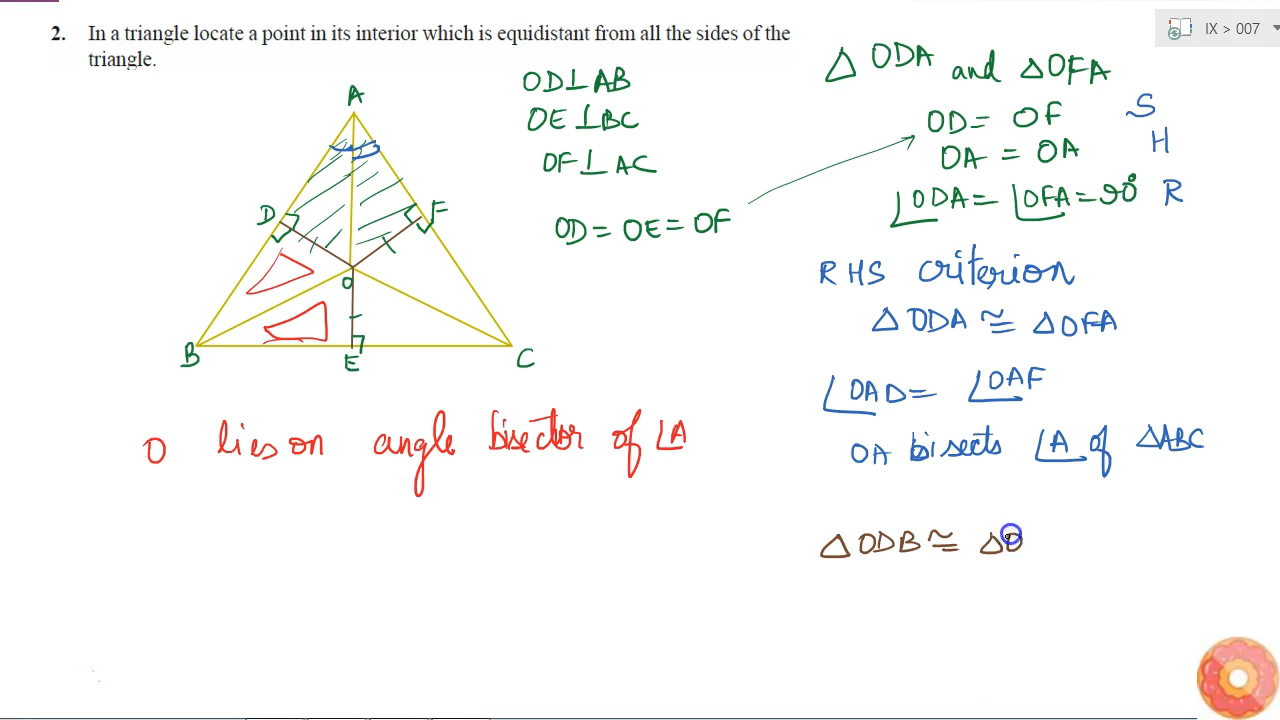 2. In a triangle locate a point in its interior which is equidistant from all the sides of the
triangle.
IX > 007
A
D
F
O
B
E
C
OD⊥AB
OE⊥BC
OF⊥AC
OD = OE = OF
△ ODA and △OFA
OD = OF S
OA = OA H
∠ODA = ∠OFA = 90° R
RHS criterion
△ ODA ≅ △OFA
∠OAD = ∠OAF
OA bisects ∠A of △ABC
O lies on angle bisector of ∠A
△ ODB ≅ △O